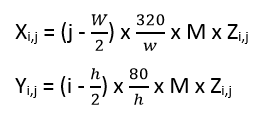 Xi,j = (j - W/2) x 320/w x M x Zi,j
Yi,j = (i - h/2) x 80/h x M x Zi,j